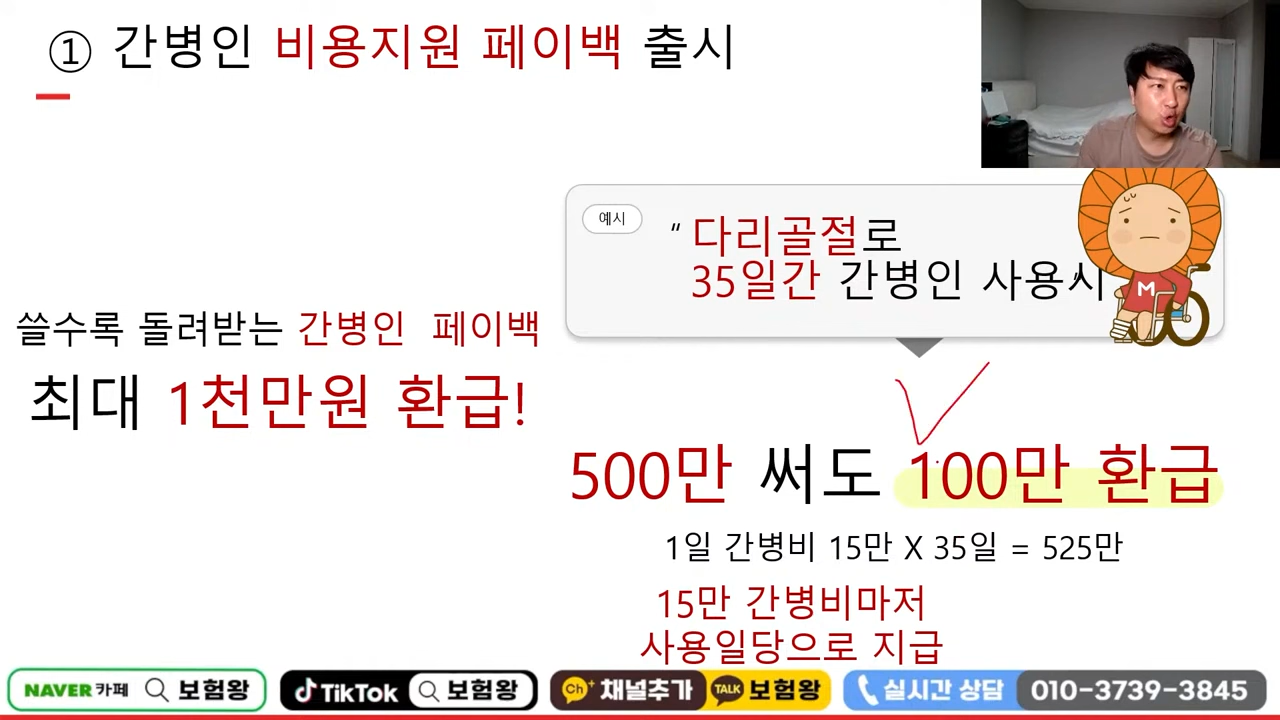 ① 간병인 비용지원 페이백 출시
예시
“ 다리골절로
35일간 간병인 사용시
M
쓸수록 돌려받는 간병인 페이백
최대 1천만원 환급!
500만 써도 100만 환급
1일 간병비 15만 X 35일 = 525만
15만 간병비마저
사용일당으로 지급
NAVER 카페 보험왕
TikTok 보험왕
Ch+ 채널추가 TALK 보험왕
실시간 상담 010-3739-3845